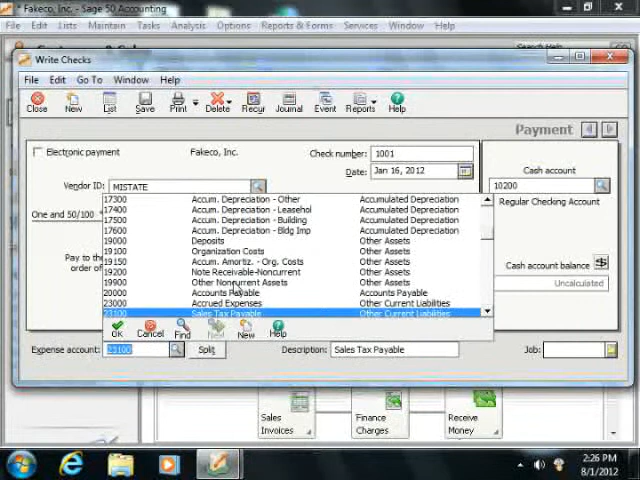 * Fakeco, Inc. - Sage 50 Accounting
File Edit Lists Maintain Tasks Analysis Options Reports & Forms Services Window Help
Write Checks
File Edit Go To Window Help
Close New List Save Print Delete Recur Journal Event Reports Help
Payment
Electronic payment
Fakeco, Inc.
Check number: 1001
Date: Jan 16, 2012
Cash account
10200
Regular Checking Account
Vendor ID: MISTATE
One and 50/100 *
Pay to the
order of
Cash account balance
Uncalculated
17300 Accum. Depreciation - Other Accumulated Depreciation
17400 Accum. Depreciation - Leasehol Accumulated Depreciation
17500 Accum. Depreciation - Building Accumulated Depreciation
17600 Accum. Depreciation - Bldg Imp Accumulated Depreciation
19000 Deposits Other Assets
19100 Organization Costs Other Assets
19150 Accum. Amortiz. - Org. Costs Other Assets
19200 Note Receivable-Noncurrent Other Assets
19900 Other Noncurrent Assets Other Assets
20000 Accounts Payable Accounts Payable
23000 Accrued Expenses Other Current Liabilities
23100 Sales Tax Payable Other Current Liabilities
OK Cancel Find Next New Help
Expense account: 23100 Split Description: Sales Tax Payable Job:
Sales
Invoices
Finance
Charges
Receive
Money
2:26 PM
8/1/2012